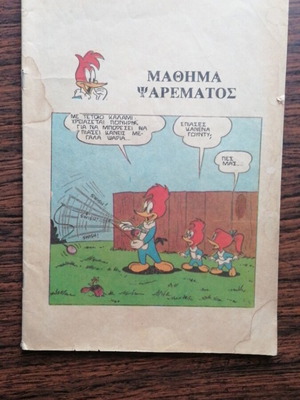 ΜΑΘΗΜΑ
ΨΑΡΕΜΑΤΟΣ
ΜΕ ΤΕΤΟΙΟ ΚΑΛΑΜΙ,
ΧΡΕΙΑΖΕΤΑΙ
ΓΙΑ ΝΑ ΜΠΟΡΕΣΕΙ ΝΑ
ΠΙΑΣΕΙ ΚΑΝΕΙΣ ΜΕ-
ΓΑΛΑ ΨΑΡΙΑ...
ΕΠΙΑΣΕΣ
ΚΑΝΕΝΑ
ΓΟΥΝΤΥ;
ΠΕΣ
ΜΑΣ...